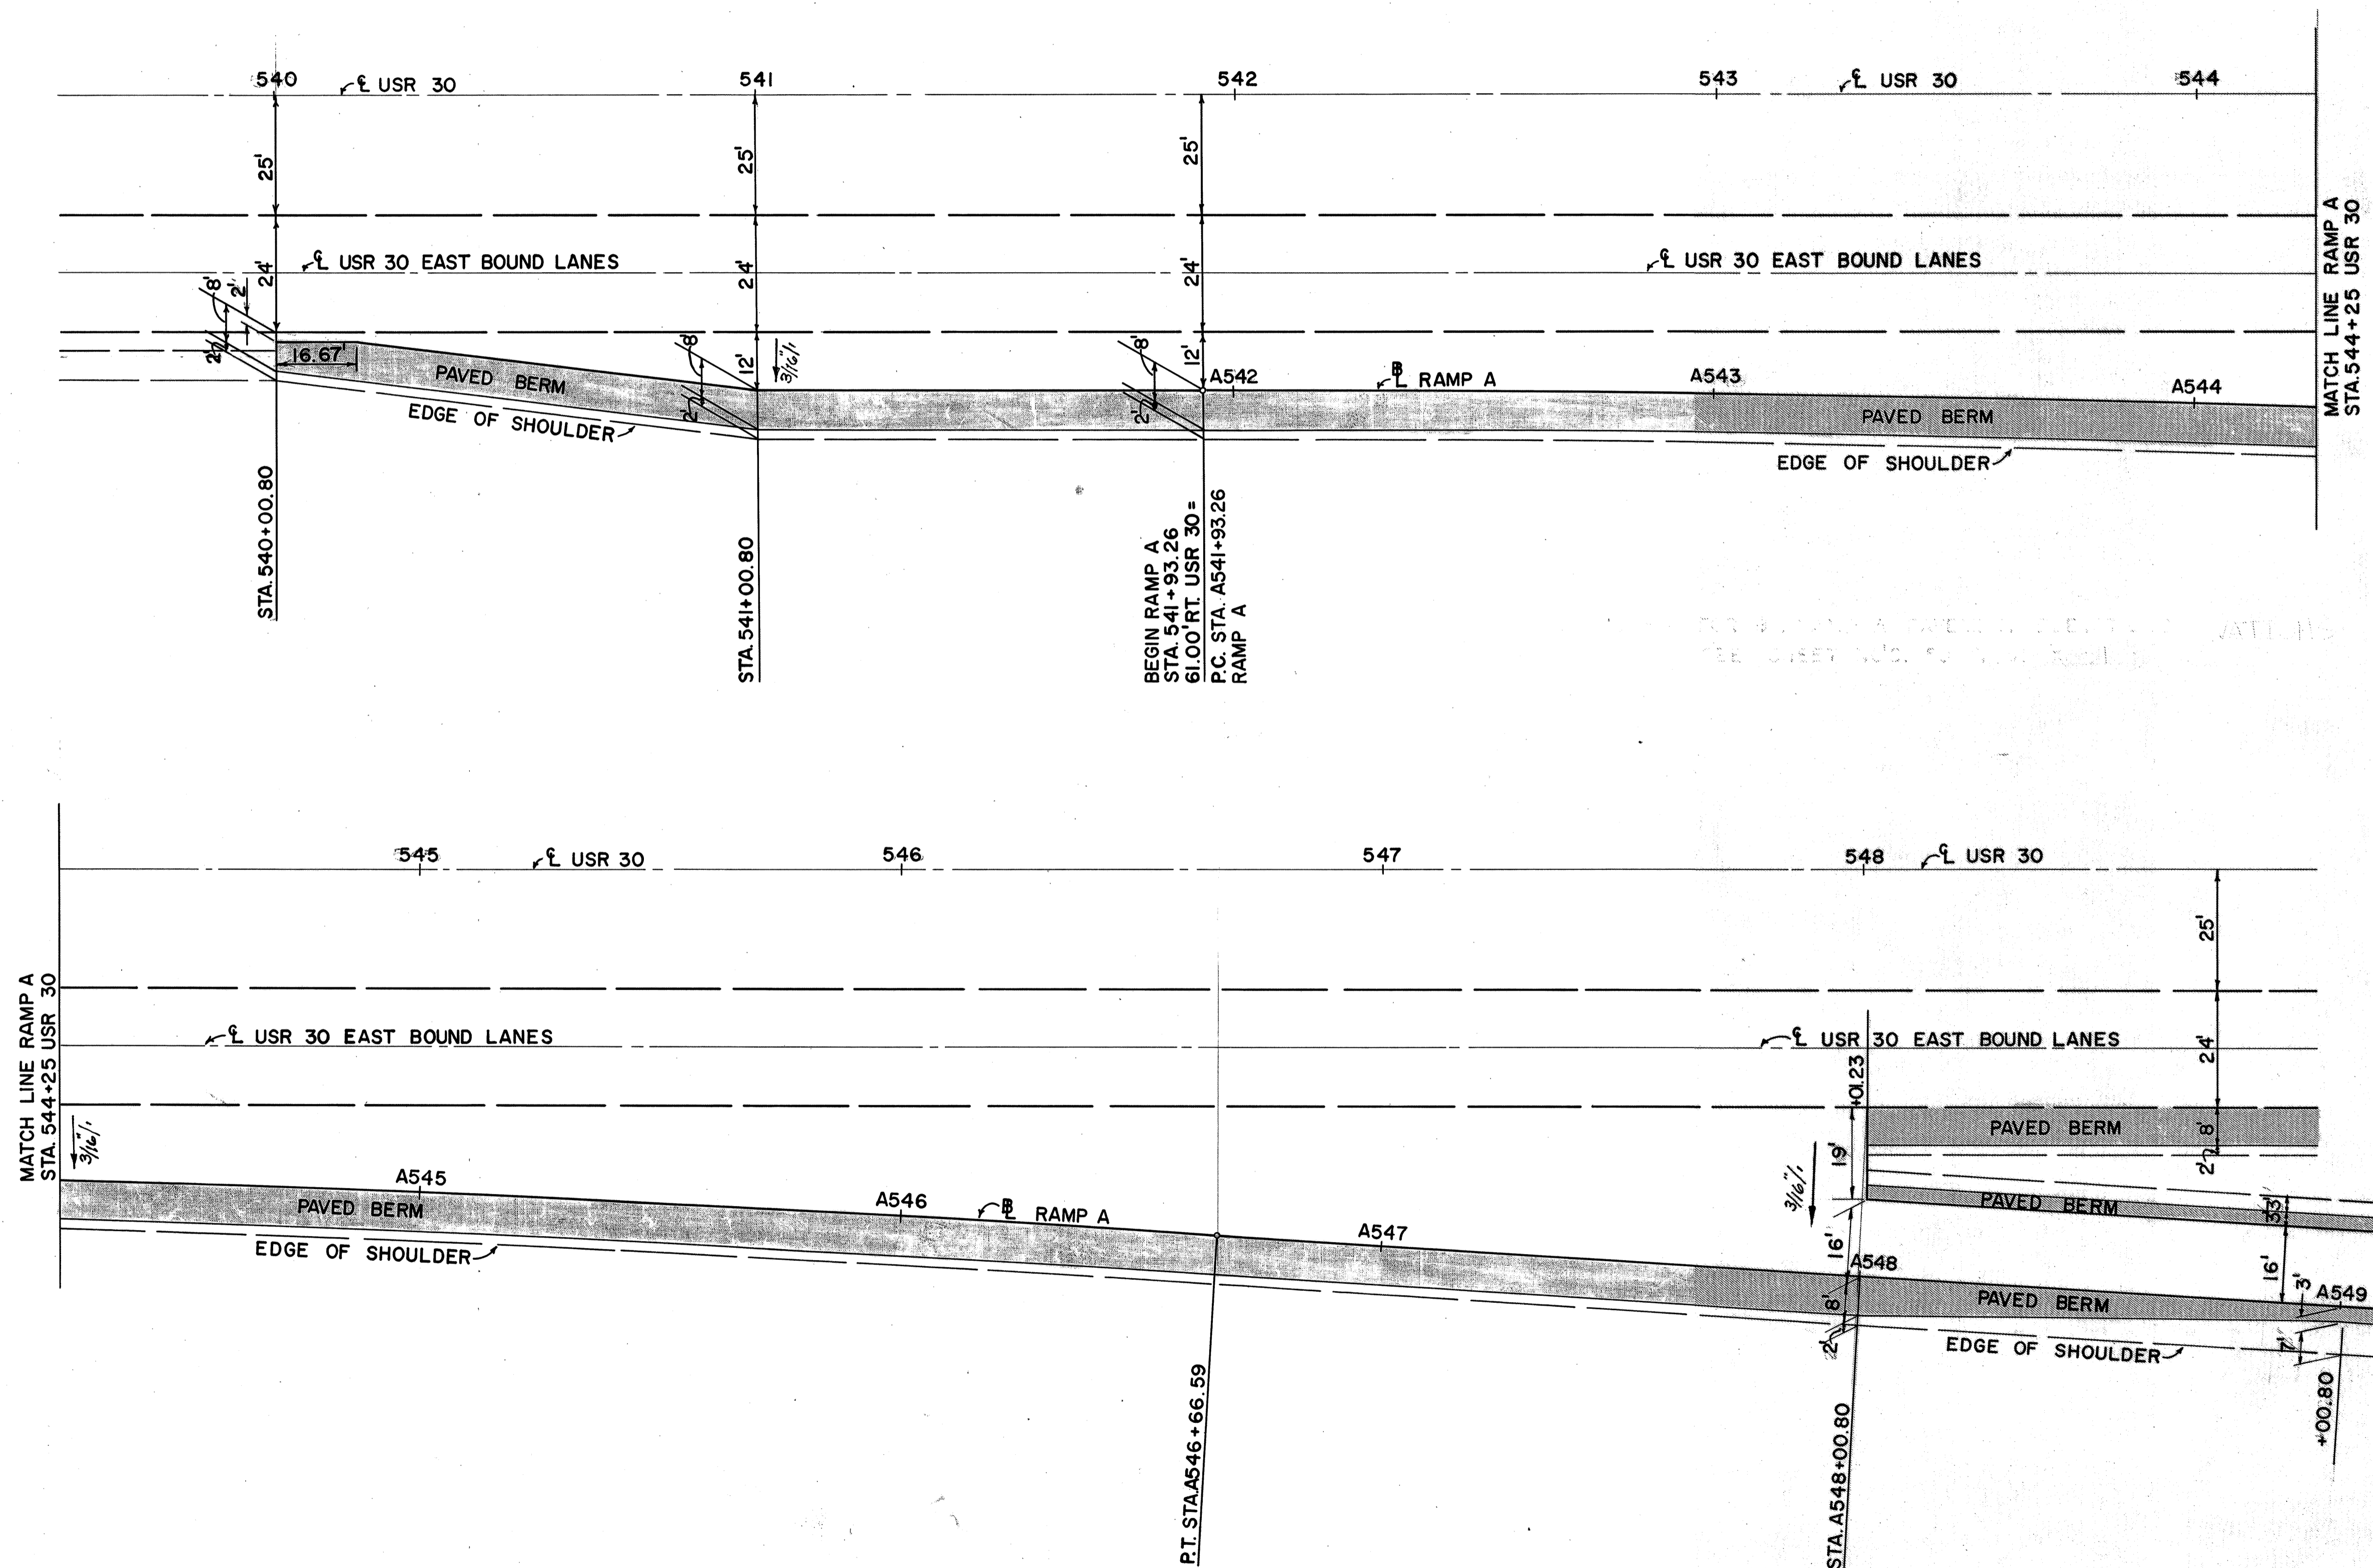 540
℄ USR 30
541
542
543
℄ USR 30
544
25'
25'
25'
℄ USR 30 EAST BOUND LANES
℄ USR 30 EAST BOUND LANES
24'
24'
24'
8'
2'
2'
16.67'
PAVED BERM
EDGE OF SHOULDER
8'
2'
12'
3/16"/1
8'
2'
12'
A542
℄ RAMP A
A543
A544
PAVED BERM
EDGE OF SHOULDER
MATCH LINE RAMP A
STA. 544+25 USR 30
STA. 540+00.80
STA. 541+00.80
BEGIN RAMP A
STA. 541+93.26
61.00' RT. USR 30 =
P.C. STA. A541+93.26
RAMP A
545
℄ USR 30
546
547
548
℄ USR 30
MATCH LINE RAMP A
STA. 544+25 USR 30
℄ USR 30 EAST BOUND LANES
℄ USR 30 EAST BOUND LANES
25'
24'
+01.23
3/16"/1
PAVED BERM
8'
2'
19'
3/16"/1
A545
PAVED BERM
EDGE OF SHOULDER
A546
℄ RAMP A
A547
PAVED BERM
3'
3'
16'
A548
16'
8'
2'
PAVED BERM
3'
A549
EDGE OF SHOULDER
7'
P.T. STA. A546+66.59
STA. A548+00.80
+00.80